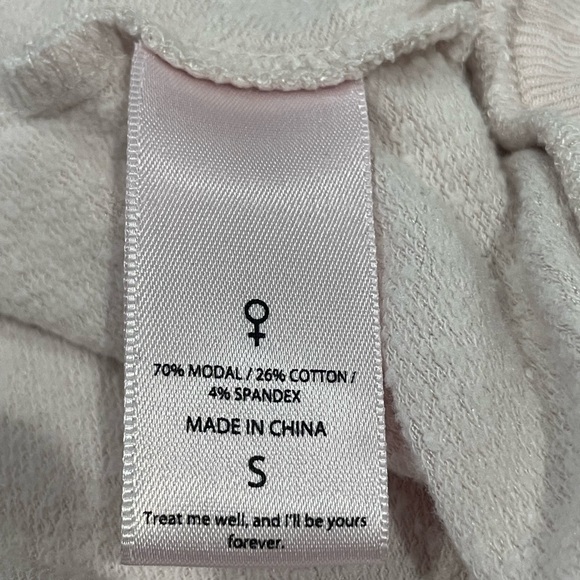 70% MODAL / 26% COTTON /
4% SPANDEX
MADE IN CHINA
S
Treat me well, and I'll be yours
forever.